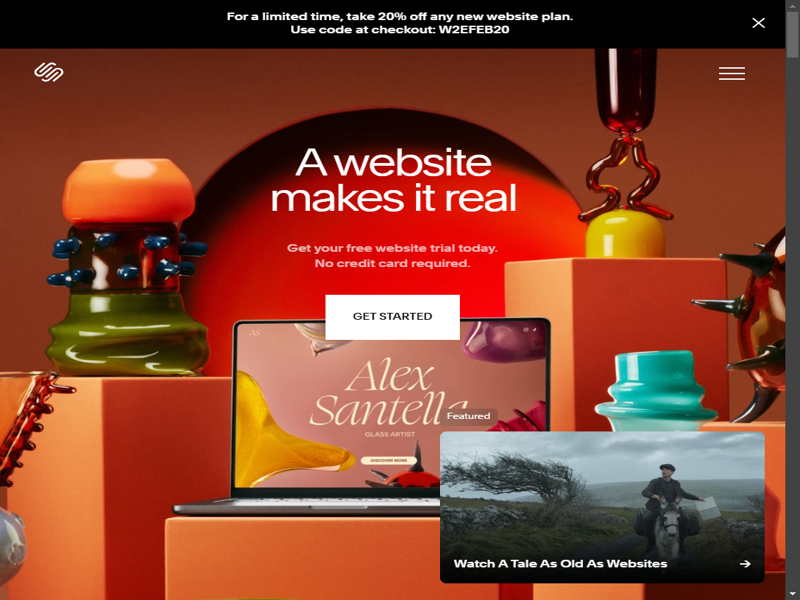 For a limited time, take 20% off any new website plan.
Use code at checkout: W2EFEB20
A website
makes it real
Get your free website trial today.
No credit card required.
GET STARTED
AS
Alex
Santella
GLASS ARTIST
DISCOVER MORE
Featured
Watch A Tale As Old As Websites